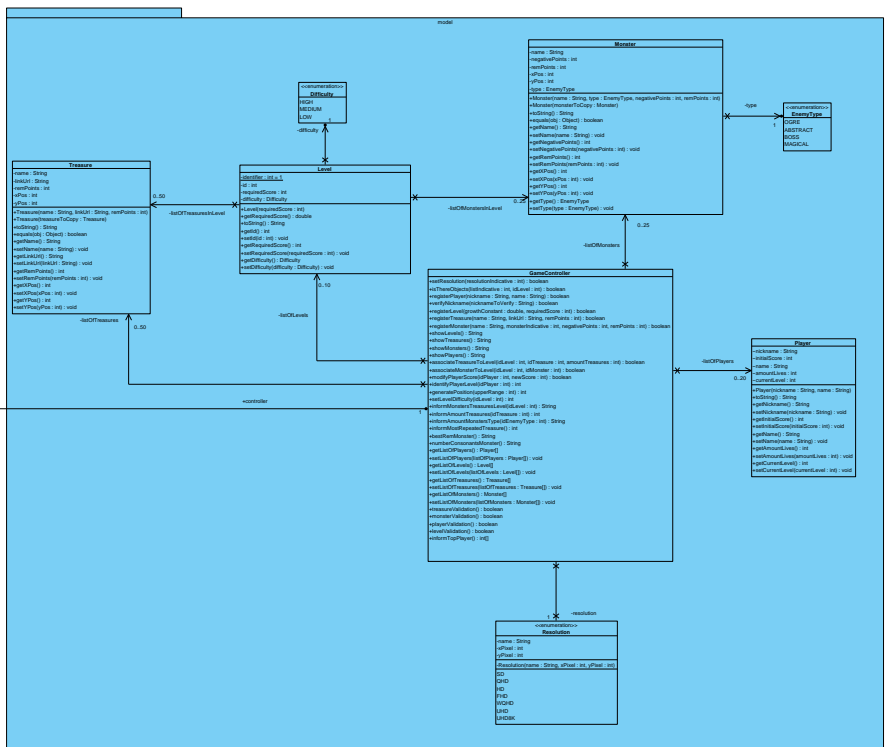 model
Monster
-name : String
-negativePoints : int
-remPoints : int
-xPos : int
-yPos : int
-type : EnemyType
+Monster(name : String, type : EnemyType, negativePoints : int, remPoints : int)
+Monster(monsterToCopy : Monster)
+toString() : String
+equals(obj : Object) : boolean
+getName() : String
+setName(name : String) : void
+getNegativePoints() : int
+setNegativePoints(negativePoints : int) : void
+getRemPoints() : int
+setRemPoints(remPoints : int) : void
+getXPos() : int
+setXPos(xPos : int) : void
+getYPos() : int
+setYPos(yPos : int) : void
+getType() : EnemyType
+setType(type : EnemyType) : void
-type
1
<<enumeration>>
EnemyType
OGRE
ABSTRACT
BOSS
MAGICAL
<<enumeration>>
Difficulty
HIGH
MEDIUM
LOW
1
-difficulty
Treasure
-name : String
-linkUrl : String
-remPoints : int
-xPos : int
-yPos : int
+Treasure(name : String, linkUrl : String, remPoints : int)
+Treasure(treasureToCopy : Treasure)
+toString() : String
+equals(obj : Object) : boolean
+getName() : String
+setName(name : String) : void
+getLinkUrl() : String
+setLinkUrl(linkUrl : String) : void
+getRemPoints() : int
+setRemPoints(remPoints : int) : void
+getXPos() : int
+setXPos(xPos : int) : void
+getYPos() : int
+setYPos(yPos : int) : void
0..50
-listOfTreasuresInLevel
Level
-identifier : int = 1
-id : int
-requiredScore : int
-difficulty : Difficulty
+Level(requiredScore : int)
+getRequiredScore() : double
+toString() : String
+getId() : int
+setId(id : int) : void
+getRequiredScore() : int
+setRequiredScore(requiredScore : int) : void
+getDifficulty() : Difficulty
+setDifficulty(difficulty : Difficulty) : void
-listOfMonstersInLevel
0..25
0..25
-listOfMonsters
0..10
-listOfLevels
-listOfTreasures
0..50
GameController
+setResolution(resolutionIndicative : int) : boolean
+isThereObjects(listIndicative : int, idLevel : int) : boolean
+registerPlayer(nickname : String, name : String) : boolean
+verifyNickname(nicknameToVerify : String) : boolean
+registerLevel(growthConstant : double, requiredScore : int) : boolean
+registerTreasure(name : String, linkUrl : String, remPoints : int) : boolean
+registerMonster(name : String, monsterIndicative : int, negativePoints : int, remPoints : int) : boolean
+showLevels() : String
+showTreasures() : String
+showMonsters() : String
+showPlayers() : String
+associateTreasureToLevel(idLevel : int, idTreasure : int, amountTreasures : int) : boolean
+associateMonsterToLevel(idLevel : int, idMonster : int) : boolean
+modifyPlayerScore(idPlayer : int, newScore : int) : boolean
+identifyPlayerLevel(idPlayer : int) : int
+generatePosition(upperRange : int) : int
+setLevelDifficulty(idLevel : int) : int
+informMonstersTreasuresLevel(idLevel : int) : String
+informAmountTreasures(idTreasure : int) : int
+informAmountMonstersType(idEnemyType : int) : String
+informMostRepeatedTreasure() : int
+bestRemMonster() : String
+numberConsonantsMonster() : String
+getListOfPlayers() : Player[]
+setListOfPlayers(listOfPlayers : Player[]) : void
+getListOfLevels() : Level[]
+setListOfLevels(listOfLevels : Level[]) : void
+getListOfTreasures() : Treasure[]
+setListOfTreasures(listOfTreasures : Treasure[]) : void
+getListOfMonsters() : Monster[]
+setListOfMonsters(listOfMonsters : Monster[]) : void
+treasureValidation() : boolean
+monsterValidation() : boolean
+playerValidation() : boolean
+levelValidation() : boolean
+informTopPlayer() : int[]
+controller
1
-listOfPlayers
0..20
Player
-nickname : String
-initialScore : int
-name : String
-amountLives : int
-currentLevel : int
+Player(nickname : String, name : String)
+toString() : String
+getNickname() : String
+setNickname(nickname : String) : void
+getInitialScore() : int
+setInitialScore(initialScore : int) : void
+getName() : String
+setName(name : String) : void
+getAmountLives() : int
+setAmountLives(amountLives : int) : void
+getCurrentLevel() : int
+setCurrentLevel(currentLevel : int) : void
-resolution
1
<<enumeration>>
Resolution
-name : String
-xPixel : int
-yPixel : int
-Resolution(name : String, xPixel : int, yPixel : int)
SD
QHD
HD
FHD
WQHD
UHD
UHD8K